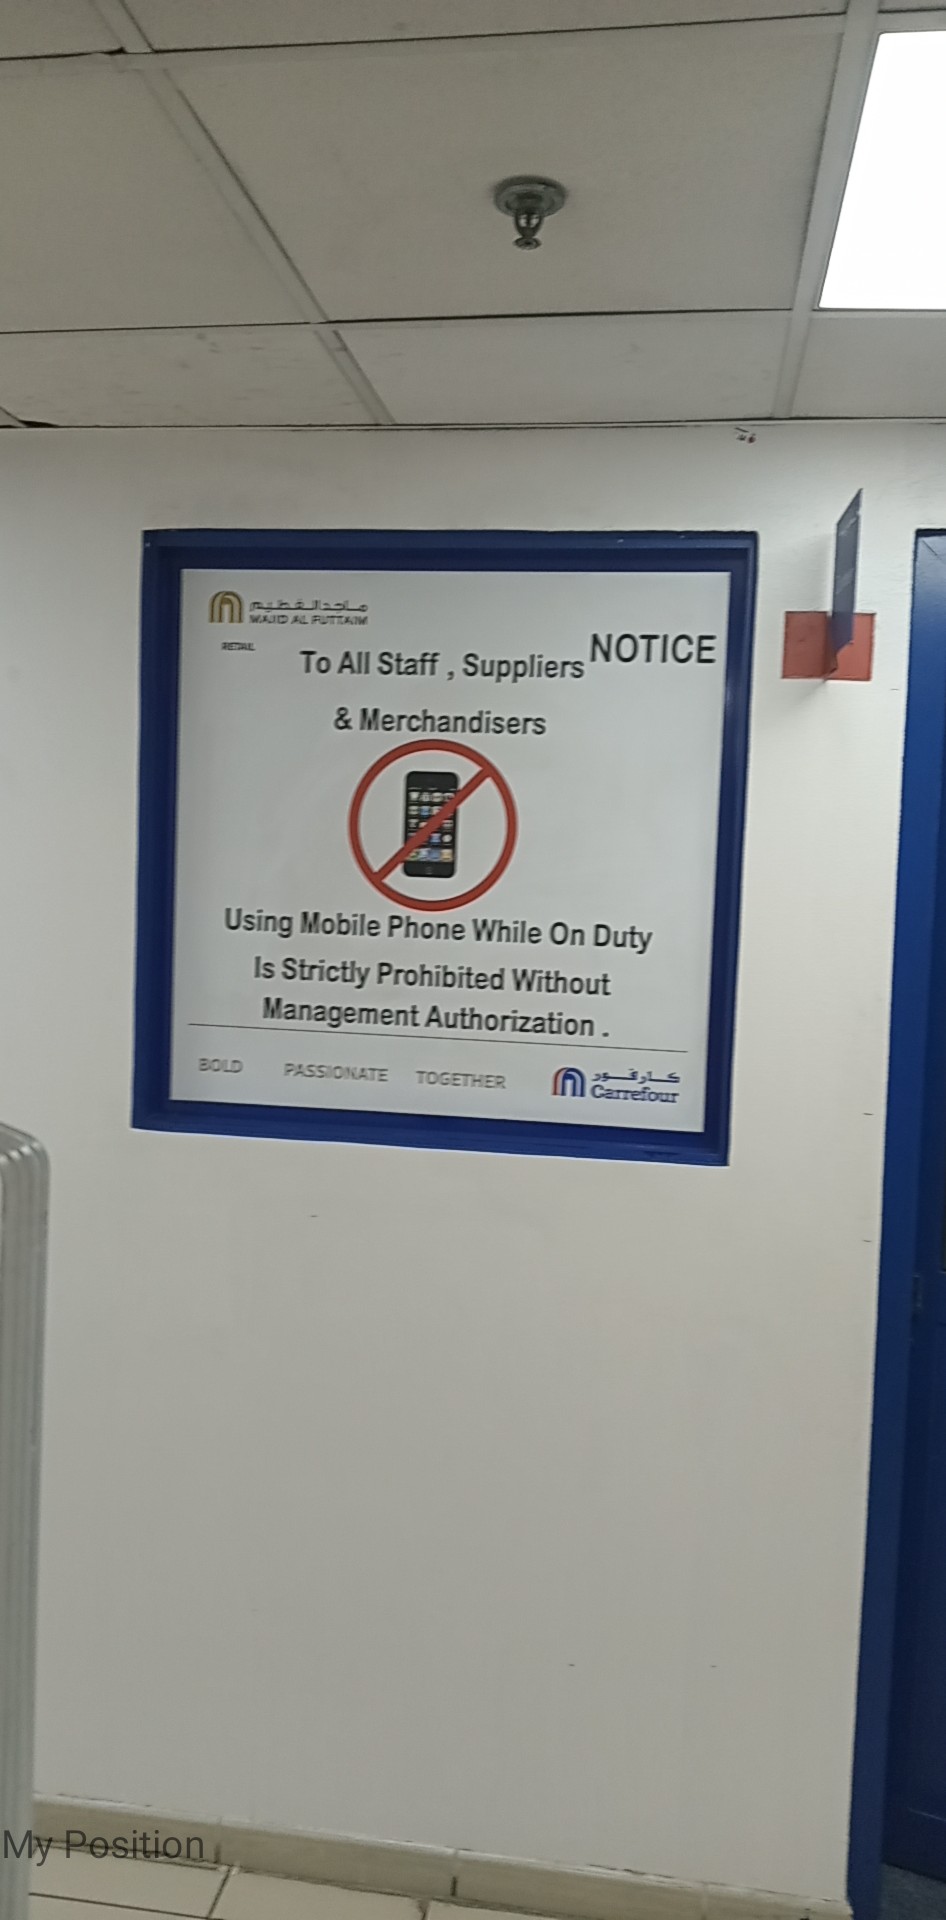 ماجد الفطيم
MAJID AL FUTTAIM
RETAIL
NOTICE
To All Staff , Suppliers
& Merchandisers
Using Mobile Phone While On Duty
Is Strictly Prohibited Without
Management Authorization .
BOLD PASSIONATE TOGETHER
كارفور
Carrefour
My Position